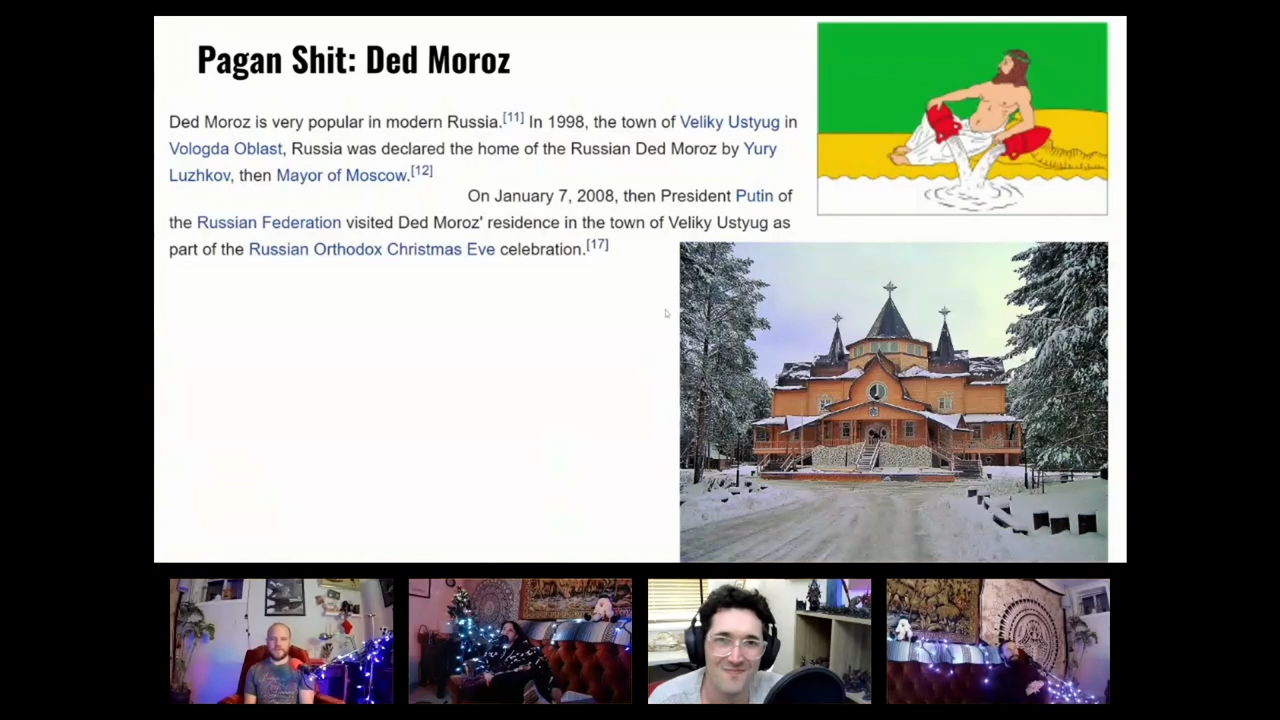 Pagan Shit: Ded Moroz
Ded Moroz is very popular in modern Russia.[11] In 1998, the town of Veliky Ustyug in
Vologda Oblast, Russia was declared the home of the Russian Ded Moroz by Yury
Luzhkov, then Mayor of Moscow.[12]
On January 7, 2008, then President Putin of
the Russian Federation visited Ded Moroz' residence in the town of Veliky Ustyug as
part of the Russian Orthodox Christmas Eve celebration.[17]